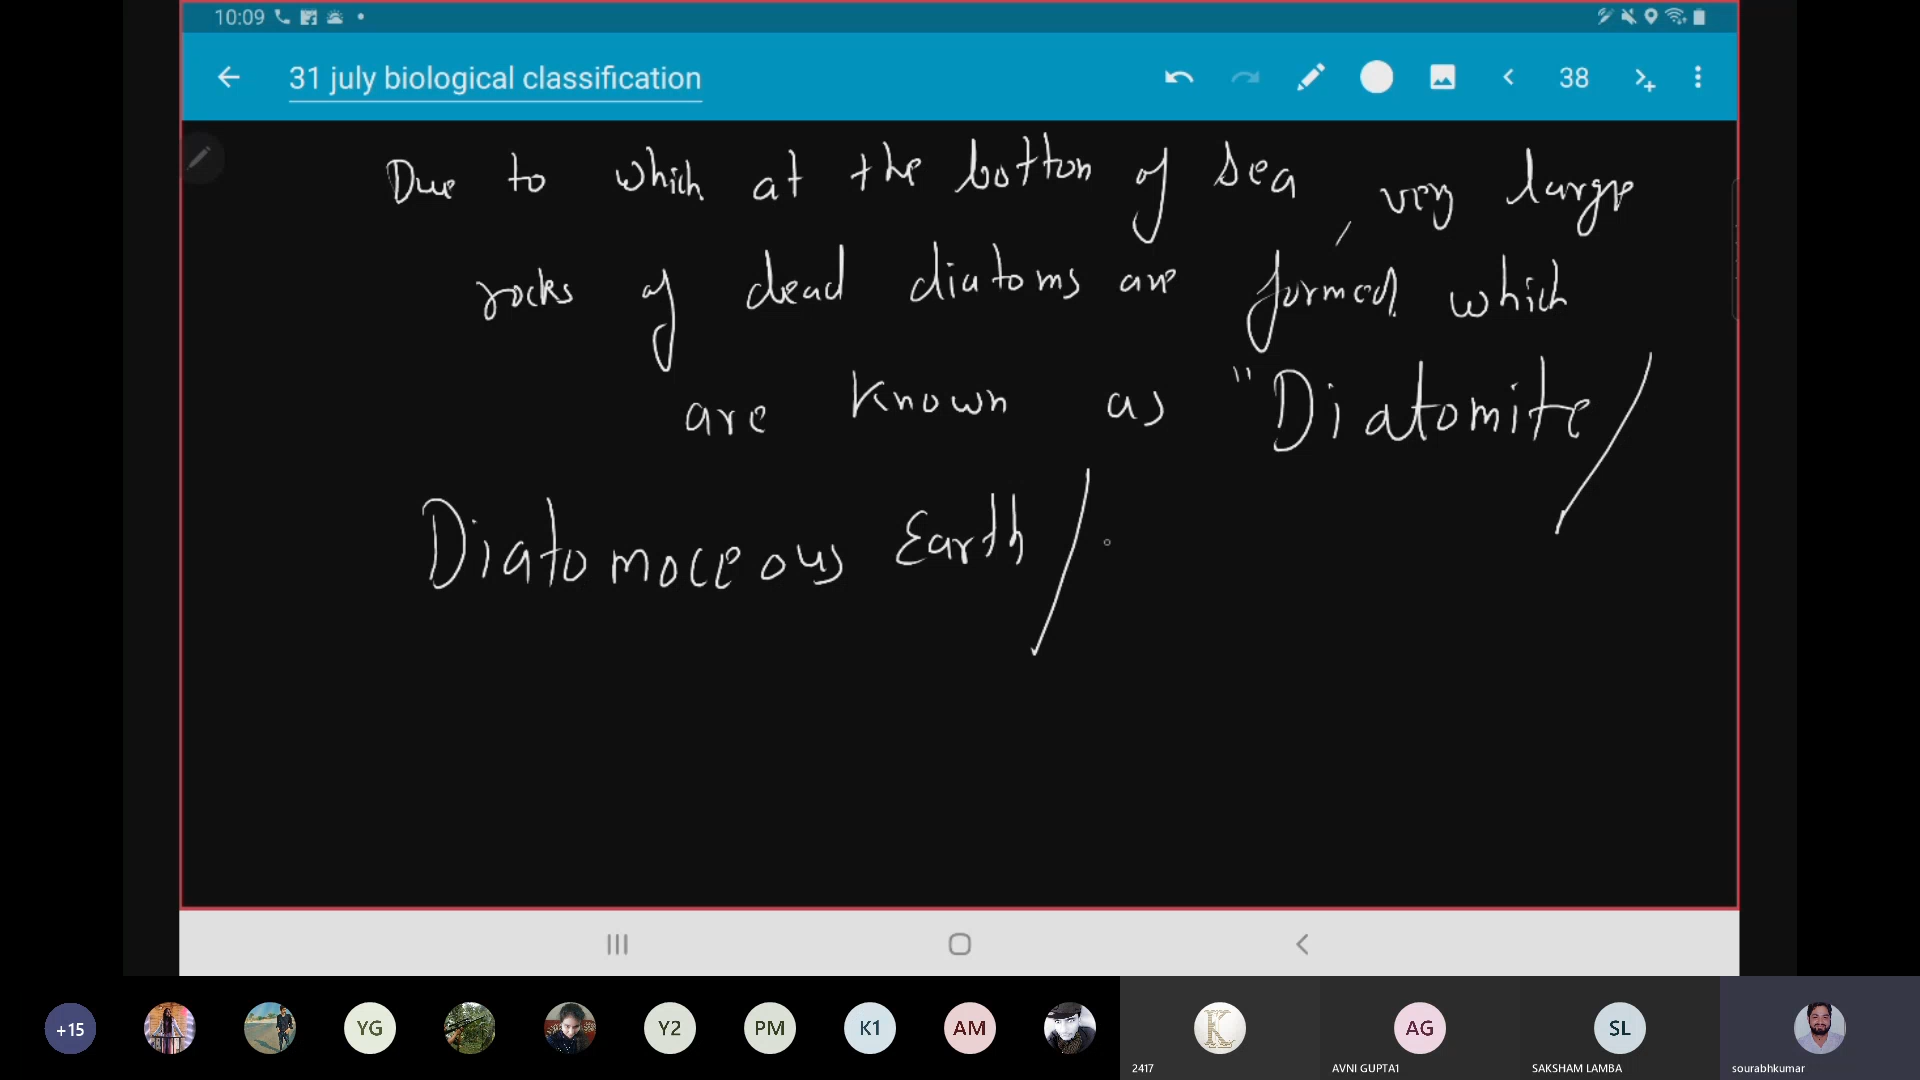 10:09
31 july biological classification
38
Due to which at the bottom of sea, very large
rocks of dead diatoms are formed which
are known as "Diatomite/
Diatomoceous Earth/
+15
YG
Y2
PM
K1
AM
K
AG
SL
2417
AVNI GUPTA1
SAKSHAM LAMBA
sourabhkumar